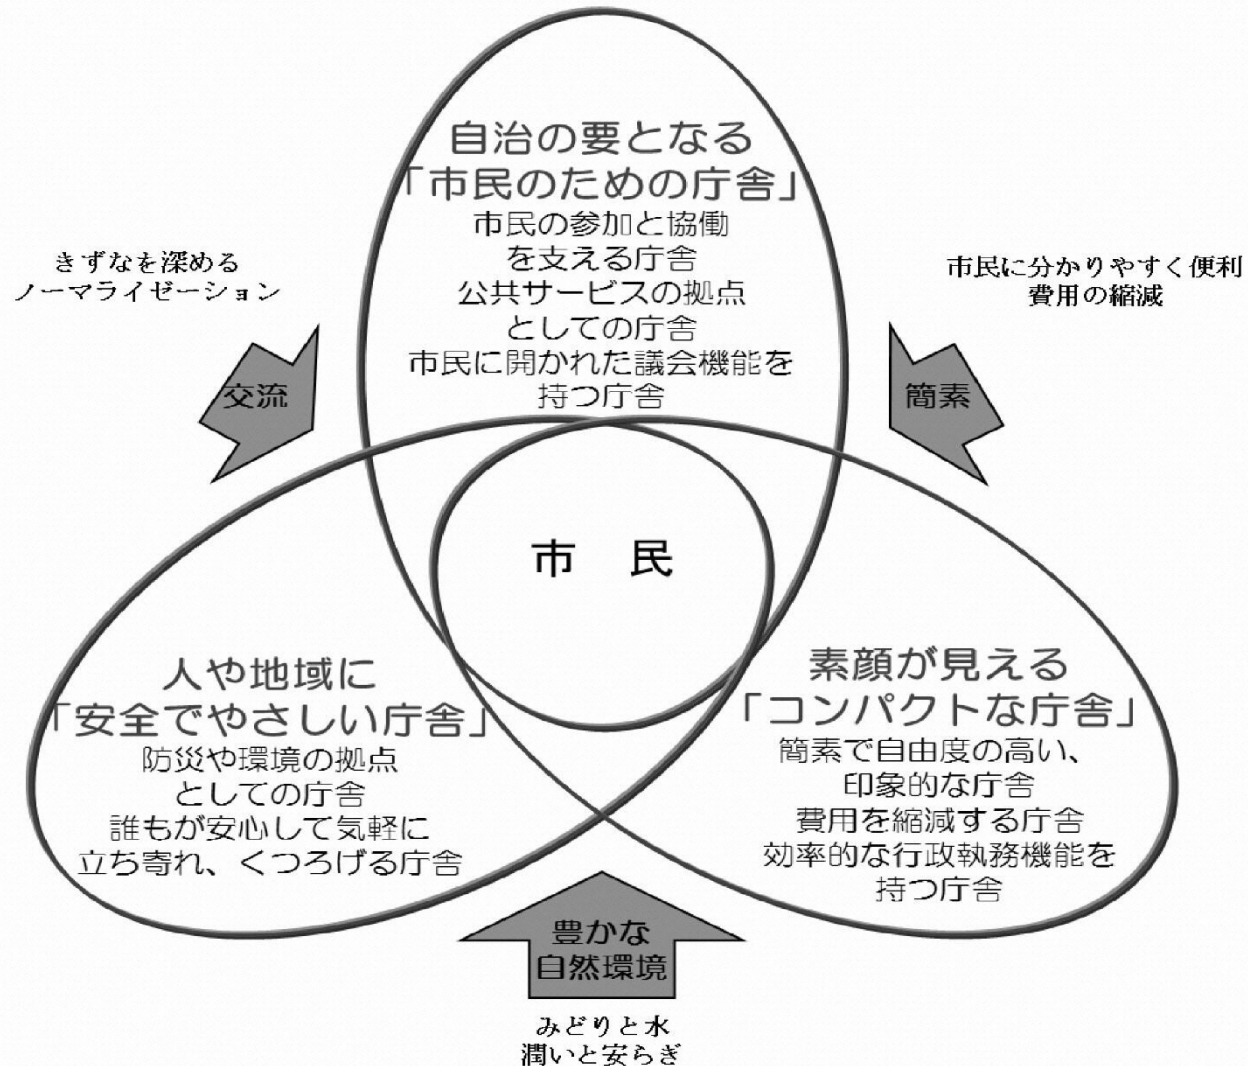 自治の要となる
「市民のための庁舎」
市民の参加と協働
を支える庁舎
公共サービスの拠点
としての庁舎
市民に開かれた議会機能を
持つ庁舎
きずなを深める
ノーマライゼーション
交流
市民に分かりやすく便利
費用の縮減
簡素
市 民
人や地域に
「安全でやさしい庁舎」
防災や環境の拠点
としての庁舎
誰もが安心して気軽に
立ち寄れ、くつろげる庁舎
素顔が見える
「コンパクトな庁舎」
簡素で自由度の高い、
印象的な庁舎
費用を縮減する庁舎
効率的な行政執務機能を
持つ庁舎
豊かな
自然環境
みどりと水
潤いと安らぎ